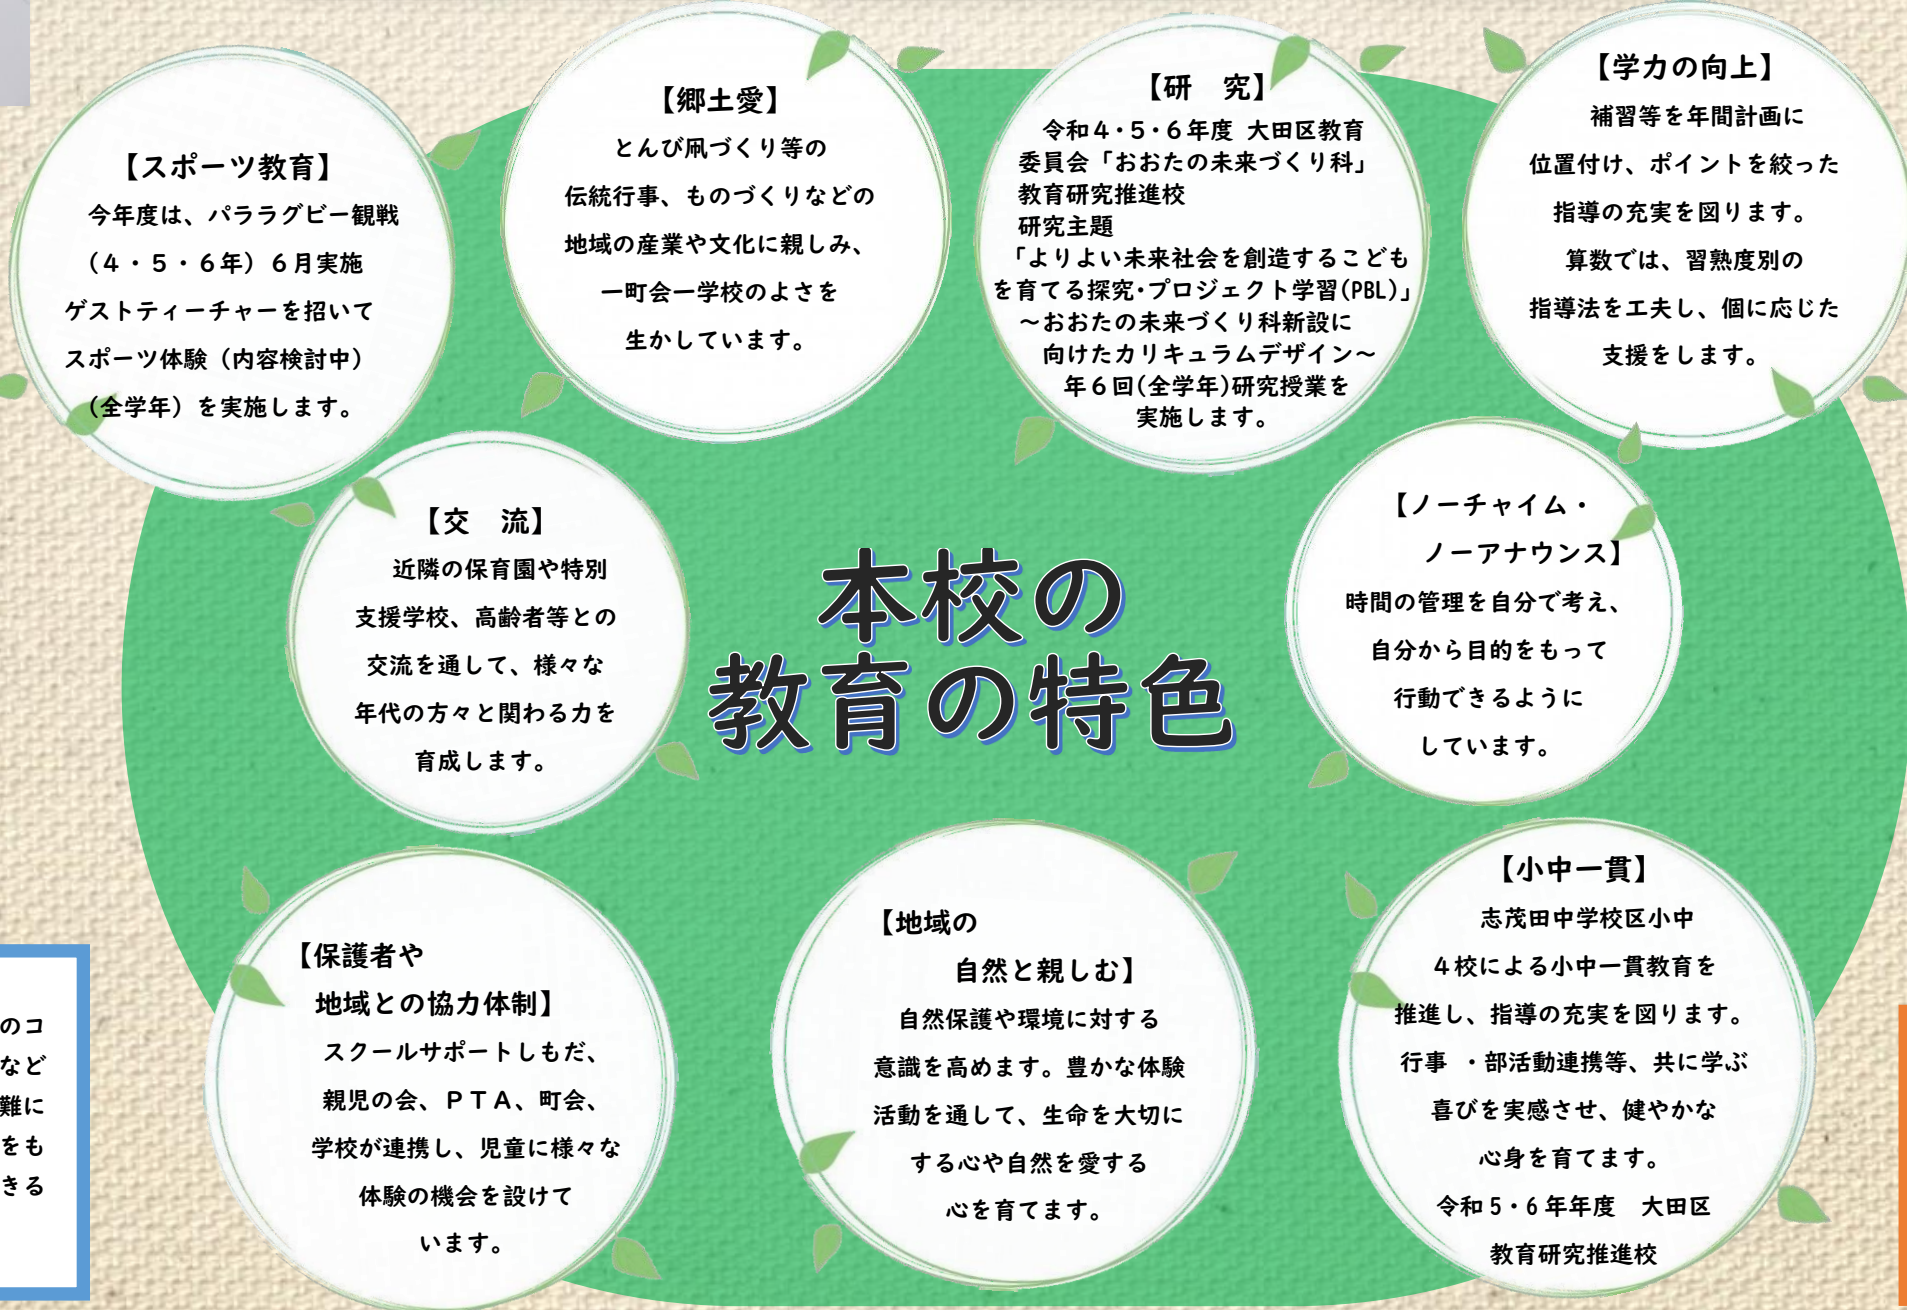 【スポーツ教育】
今年度は、パララグビー観戦
（４・５・６年）６月実施
ゲストティーチャーを招いて
スポーツ体験（内容検討中）
（全学年）を実施します。
【郷土愛】
とんび凧づくり等の
伝統行事、ものづくりなどの
地域の産業や文化に親しみ、
一町会一学校のよさを
生かしています。
【研　究】
令和４・５・６年度 大田区教育
委員会「おおたの未来づくり科」
教育研究推進校
研究主題
「よりよい未来社会を創造するこども
を育てる探究・プロジェクト学習(PBL)」
～おおたの未来づくり科新設に
向けたカリキュラムデザイン～
年６回(全学年)研究授業を
実施します。
【学力の向上】
補習等を年間計画に
位置付け、ポイントを絞った
指導の充実を図ります。
算数では、習熟度別の
指導法を工夫し、個に応じた
支援をします。
【交　流】
近隣の保育園や特別
支援学校、高齢者等との
交流を通して、様々な
年代の方々と関わる力を
育成します。
本校の
教育の特色
【ノーチャイム・
ノーアナウンス】
時間の管理を自分で考え、
自分から目的をもって
行動できるように
しています。
【保護者や
地域との協力体制】
スクールサポートしもだ、
親児の会、ＰＴＡ、町会、
学校が連携し、児童に様々な
体験の機会を設けて
います。
【地域の
自然と親しむ】
自然保護や環境に対する
意識を高めます。豊かな体験
活動を通して、生命を大切に
する心や自然を愛する
心を育てます。
【小中一貫】
志茂田中学校区小中
４校による小中一貫教育を
推進し、指導の充実を図ります。
行事 ・部活動連携等、共に学ぶ
喜びを実感させ、健やかな
心身を育てます。
令和５・６年年度　大田区
教育研究推進校
のコ
など
難に
をも
きる